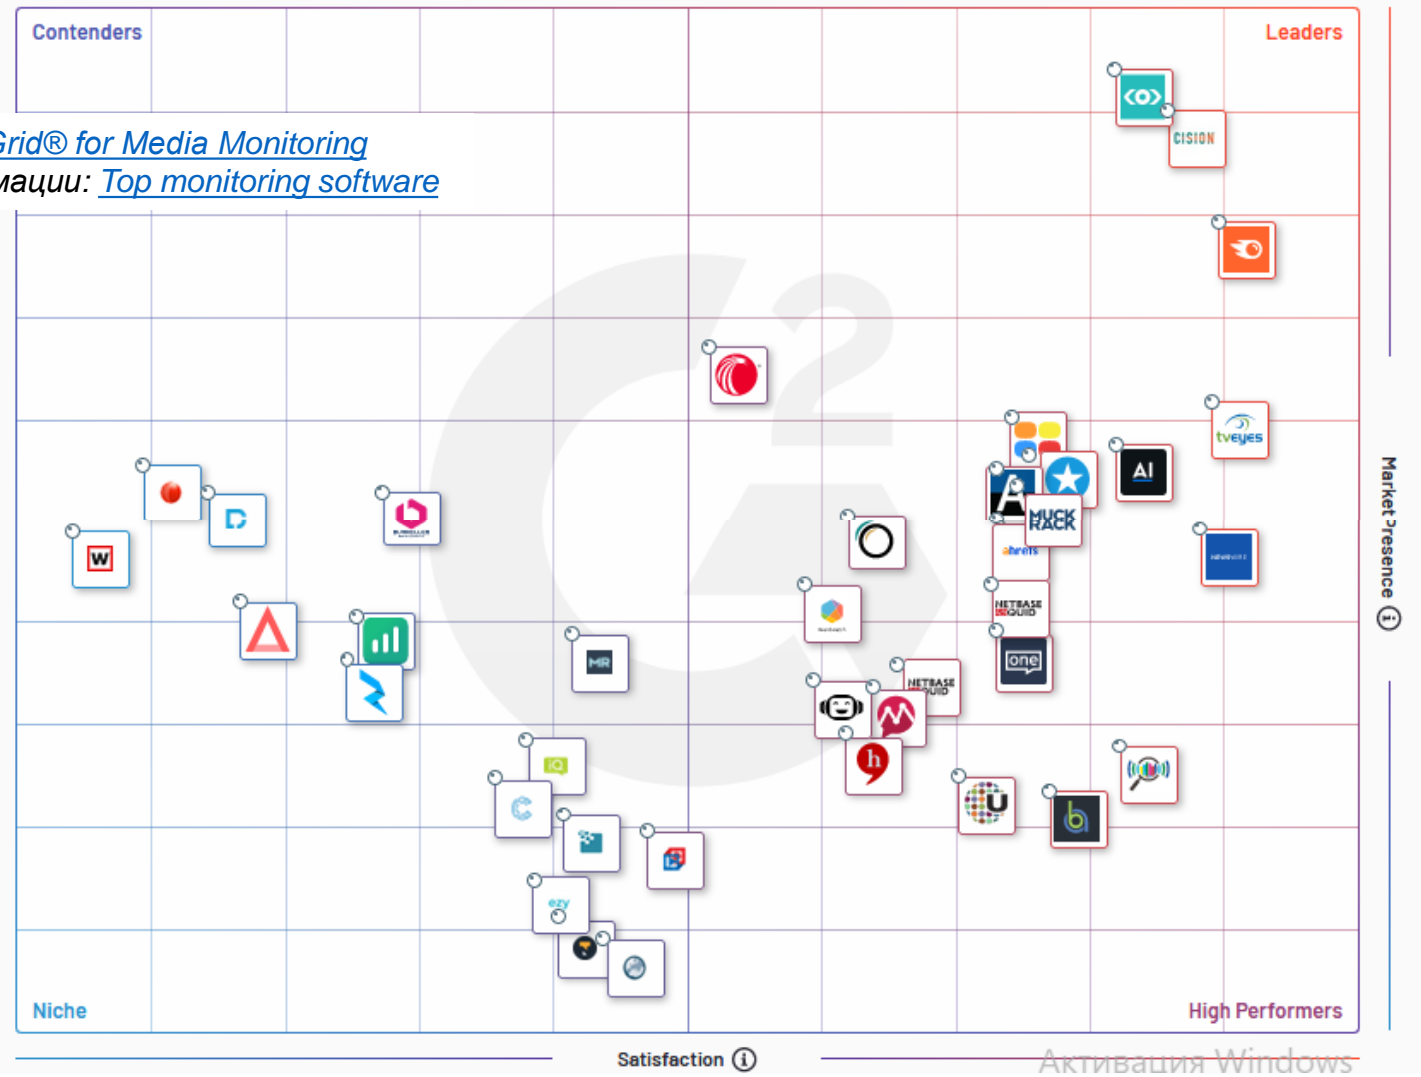 Contenders
Leaders
CISION
Grid® for Media Monitoring
мации: Top monitoring software
tveyes
AI
A
MUCK
RACK
W
ahrefs
NETBASE
QUID
MR
one
NETBASE
QUID
h
iQ
C
U
b
ezy
Market Presence
Niche
High Performers
Satisfaction
Активация Windows